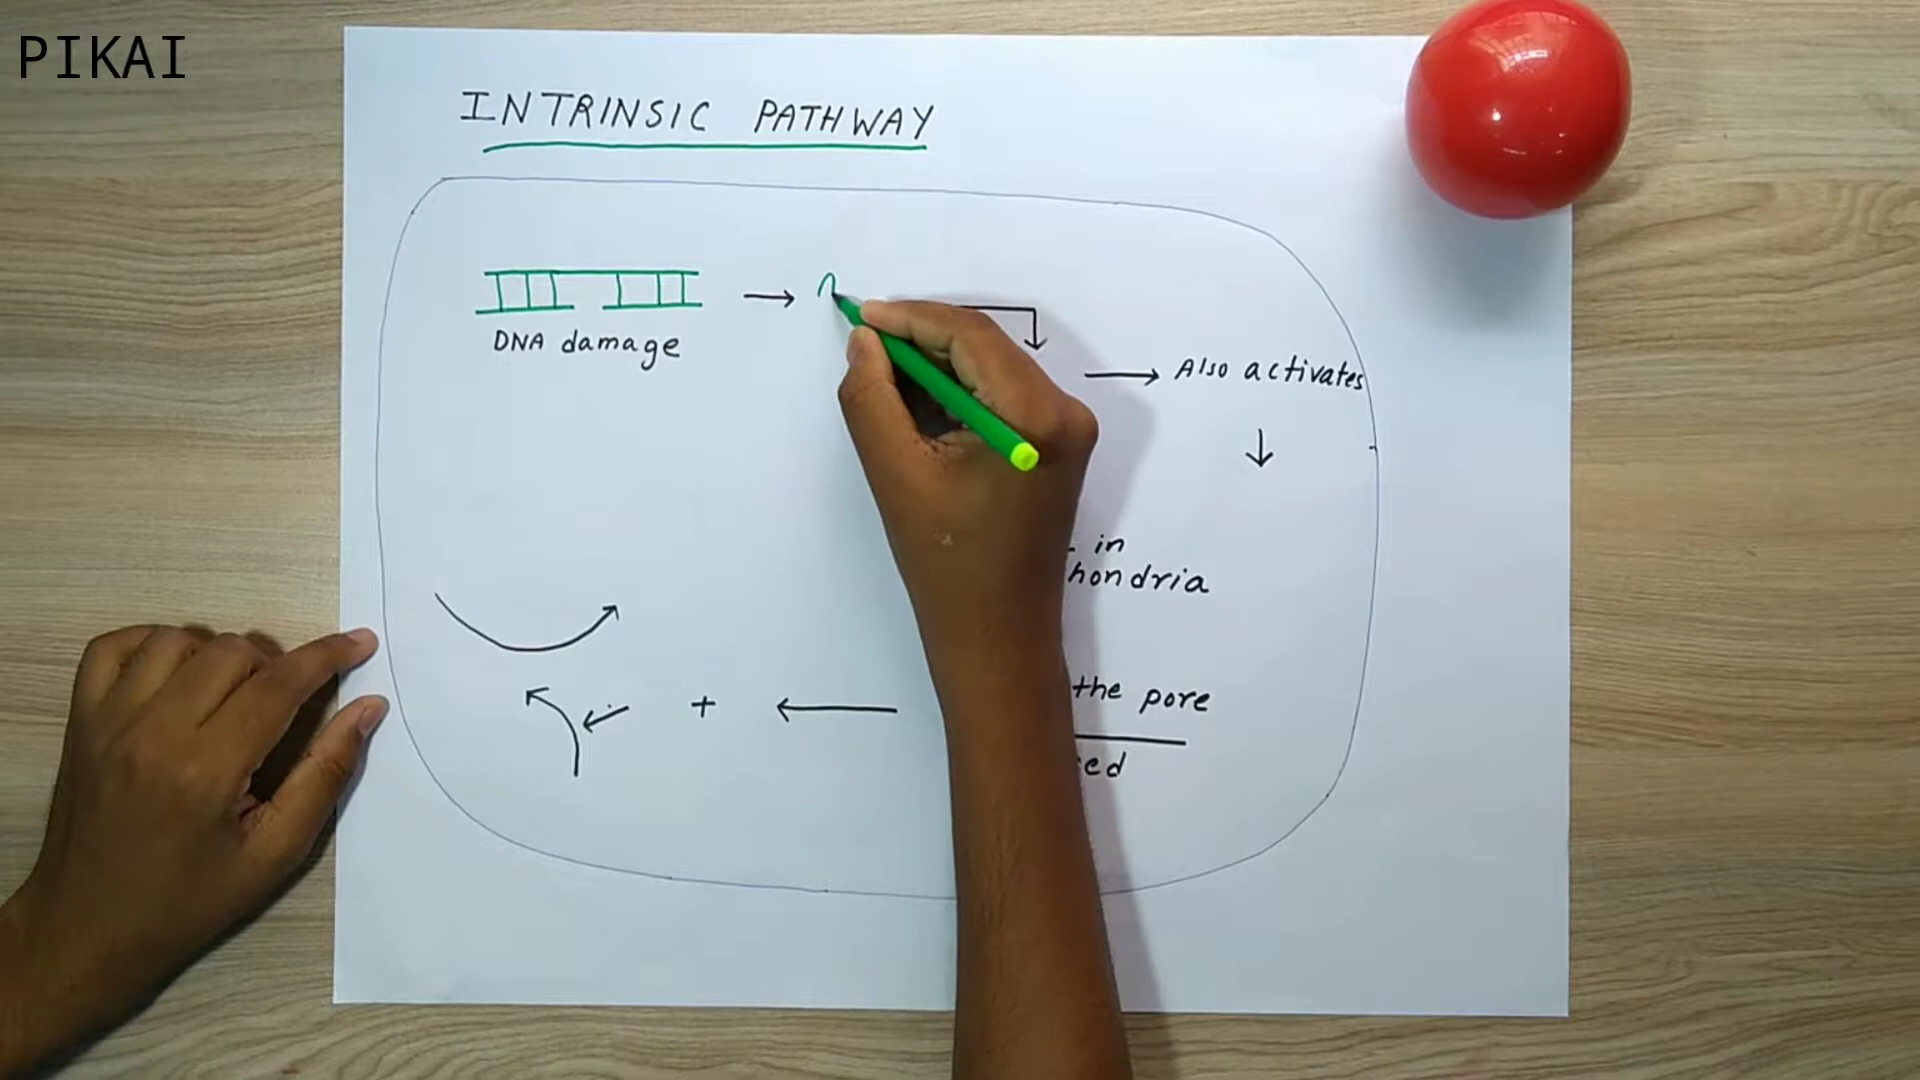 PIKAI
INTRINSIC PATHWAY
DNA damage
Also activates
in
hondria
the pore
+
ed